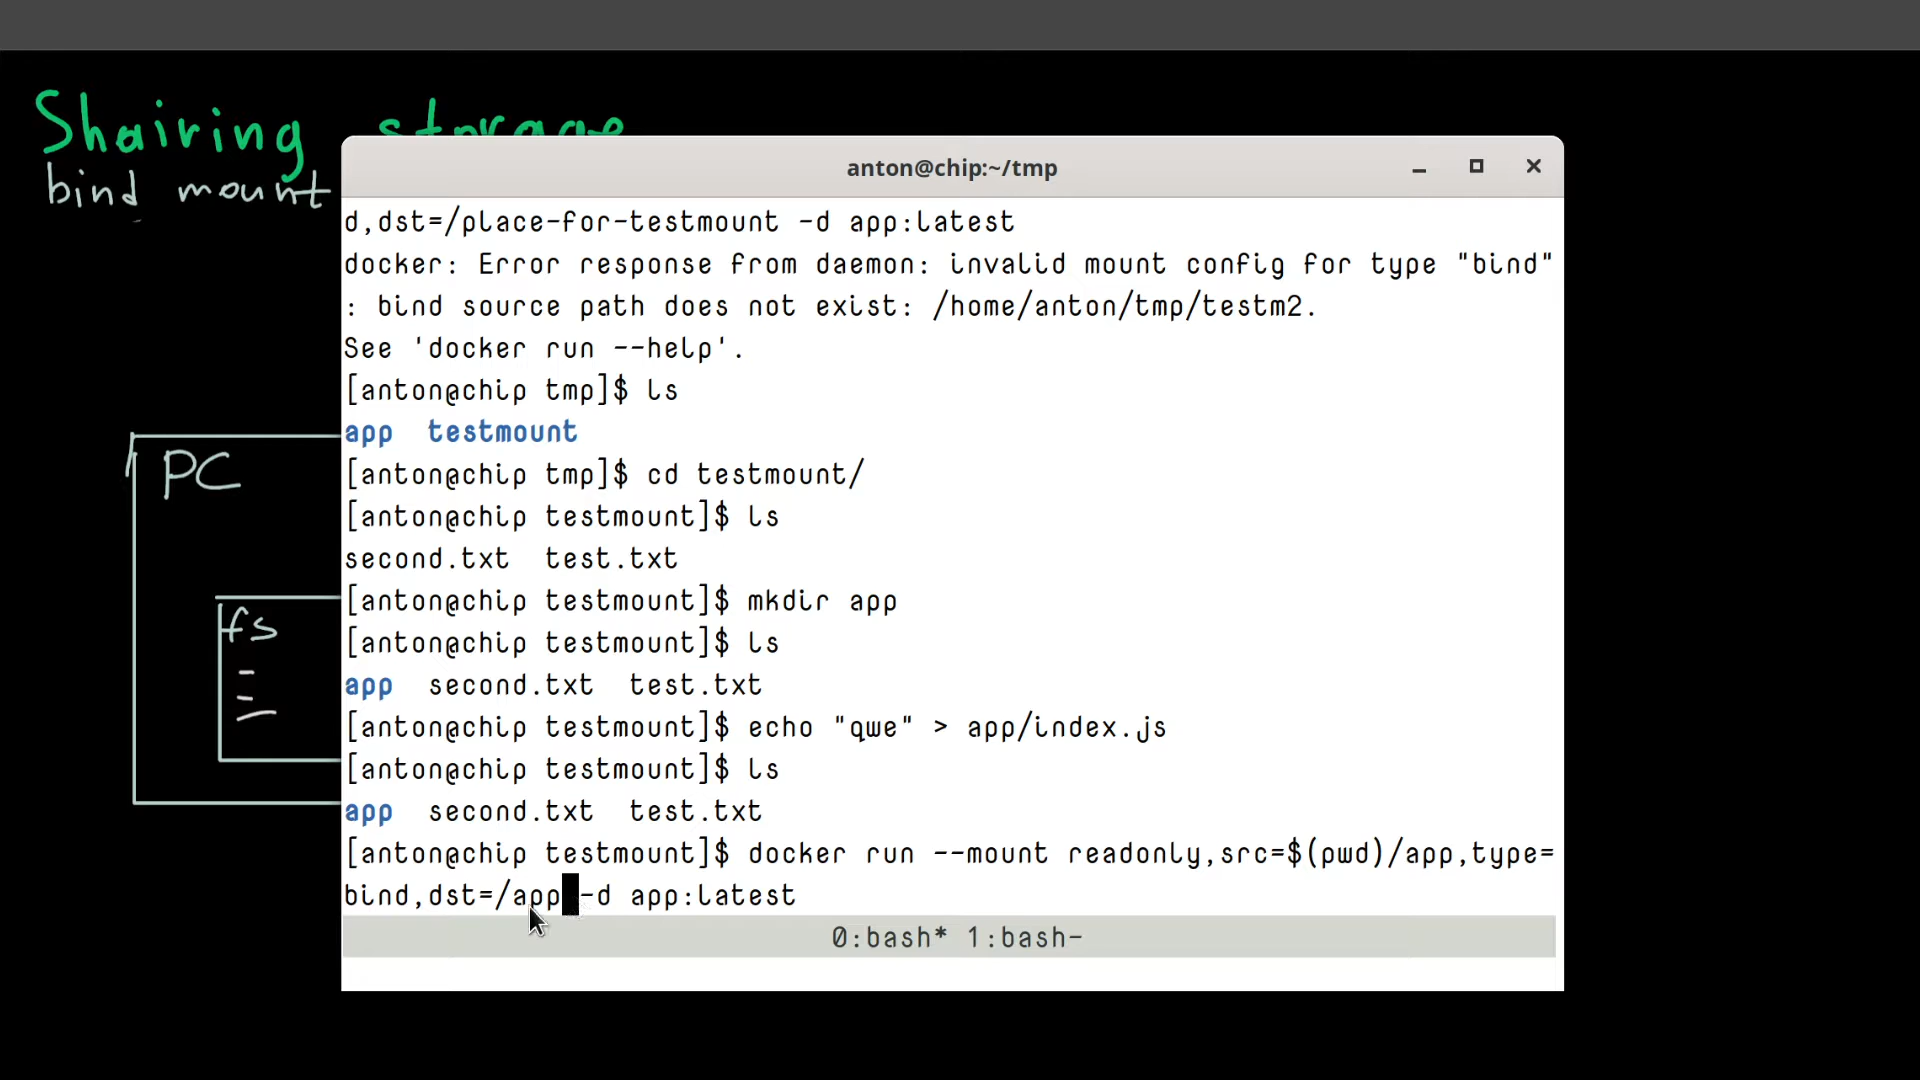 Shairing storage
bind mount
anton@chip:~/tmp
d,dst=/place-for-testmount -d app:latest
docker: Error response from daemon: invalid mount config for type "bind"
: bind source path does not exist: /home/anton/tmp/testm2.
See 'docker run --help'.
[anton@chip tmp]$ ls
app  testmount
[anton@chip tmp]$ cd testmount/
[anton@chip testmount]$ ls
second.txt  test.txt
[anton@chip testmount]$ mkdir app
[anton@chip testmount]$ ls
app  second.txt  test.txt
[anton@chip testmount]$ echo "qwe" > app/index.js
[anton@chip testmount]$ ls
app  second.txt  test.txt
[anton@chip testmount]$ docker run --mount readonly,src=$(pwd)/app,type=
bind,dst=/app -d app:latest
0:bash* 1:bash-
PC
fs